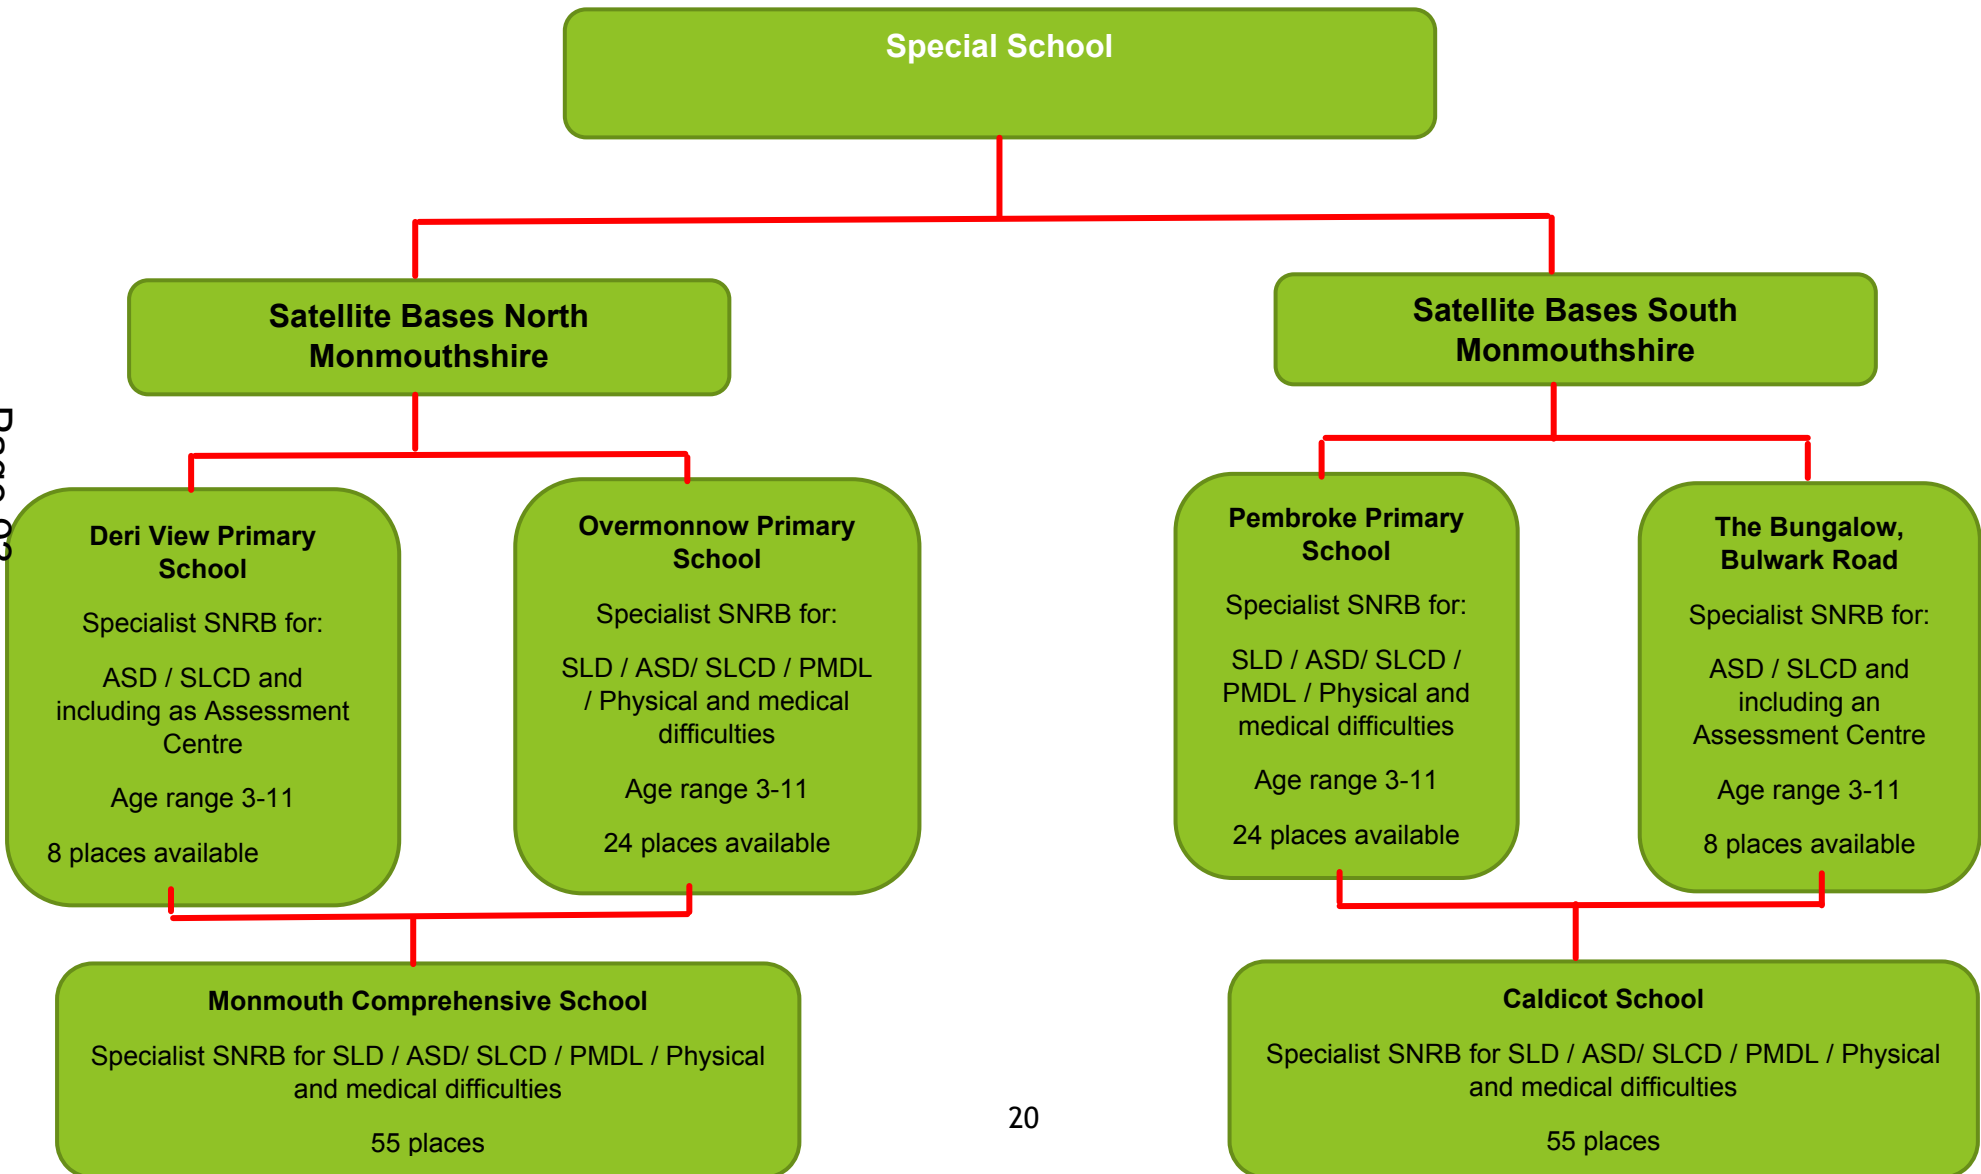 Special School
Satellite Bases North
Monmouthshire
Satellite Bases South
Monmouthshire
Deri View Primary
School
Specialist SNRB for:
ASD / SLCD and
including as Assessment
Centre
Age range 3-11
8 places available
Overmonnow Primary
School
Specialist SNRB for:
SLD / ASD/ SLCD / PMDL
/ Physical and medical
difficulties
Age range 3-11
24 places available
Pembroke Primary
School
Specialist SNRB for:
SLD / ASD/ SLCD /
PMDL / Physical and
medical difficulties
Age range 3-11
24 places available
The Bungalow,
Bulwark Road
Specialist SNRB for:
ASD / SLCD and
including an
Assessment Centre
Age range 3-11
8 places available
Monmouth Comprehensive School
Specialist SNRB for SLD / ASD/ SLCD / PMDL / Physical
and medical difficulties
55 places
Caldicot School
Specialist SNRB for SLD / ASD/ SLCD / PMDL / Physical
and medical difficulties
55 places
20
Page